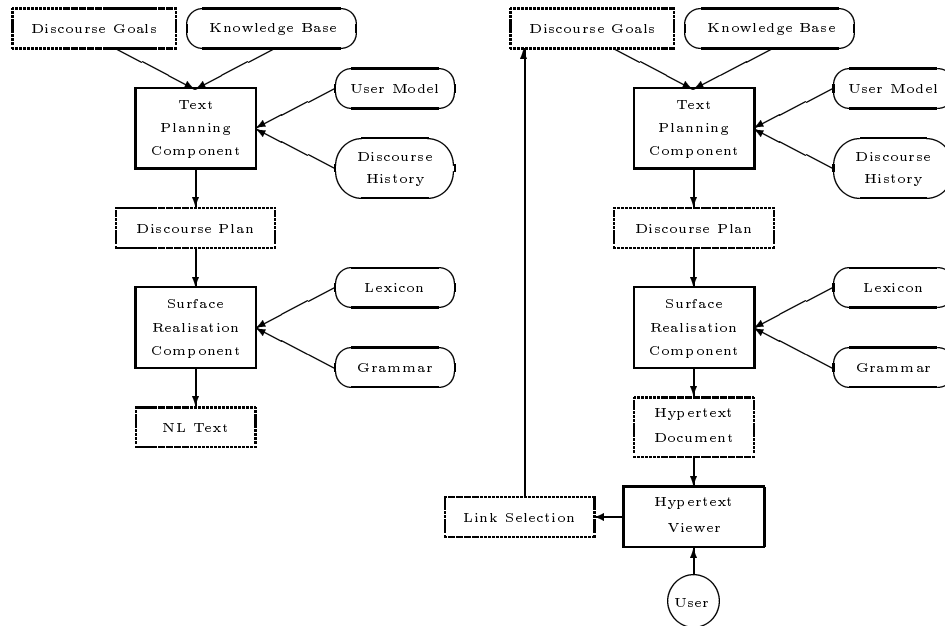 Discourse Goals
Knowledge Base
User Model
Text
Planning
Component
Discourse
History
Discourse Plan
Surface
Realisation
Component
Lexicon
Grammar
NL Text
Discourse Goals
Knowledge Base
User Model
Text
Planning
Component
Discourse
History
Discourse Plan
Surface
Realisation
Component
Lexicon
Grammar
Hypertext
Document
Hypertext
Viewer
Link Selection
User